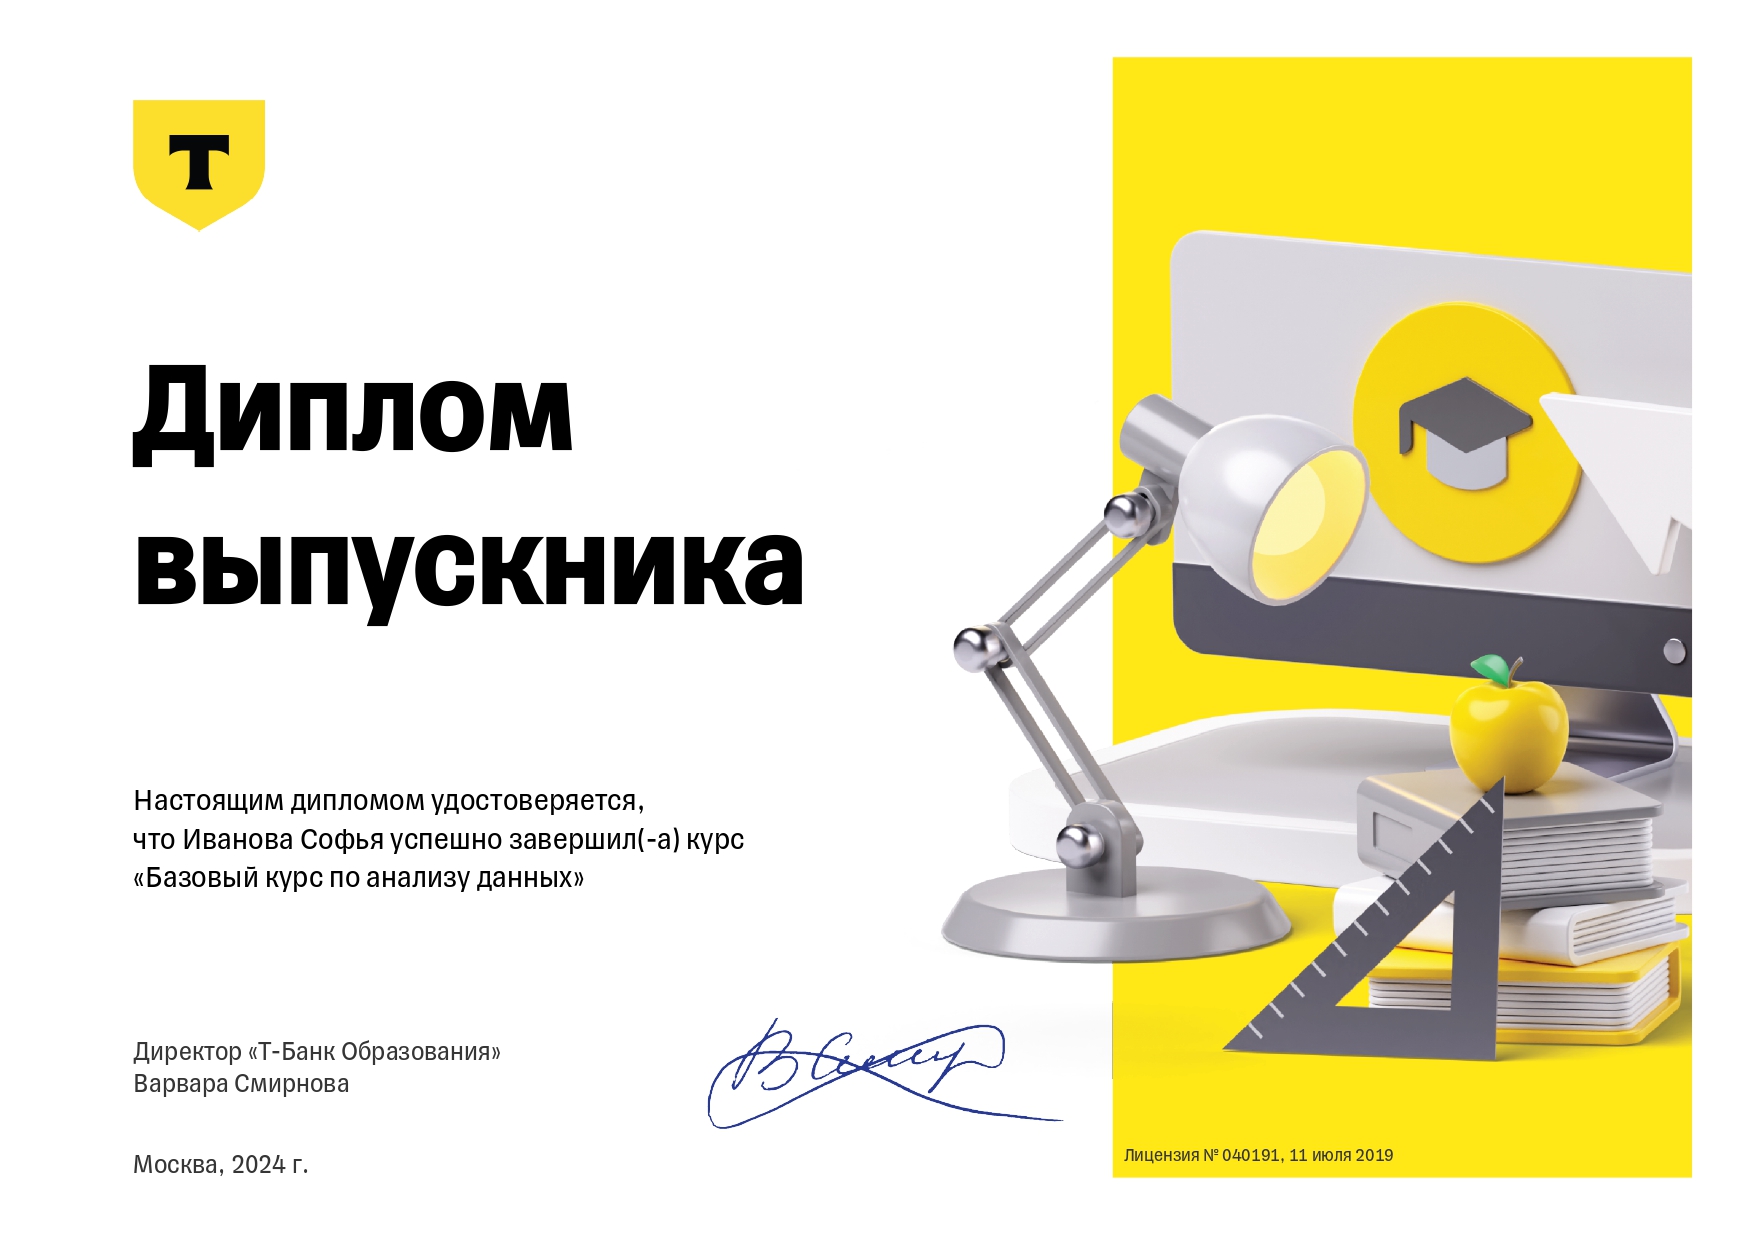 Т
Диплом
выпускника
Настоящим дипломом удостоверяется,
что Иванова Софья успешно завершил(-а) курс
«Базовый курс по анализу данных»
Директор «Т-Банк Образования»
Варвара Смирнова
Москва, 2024 г.
Лицензия № 040191, 11 июля 2019